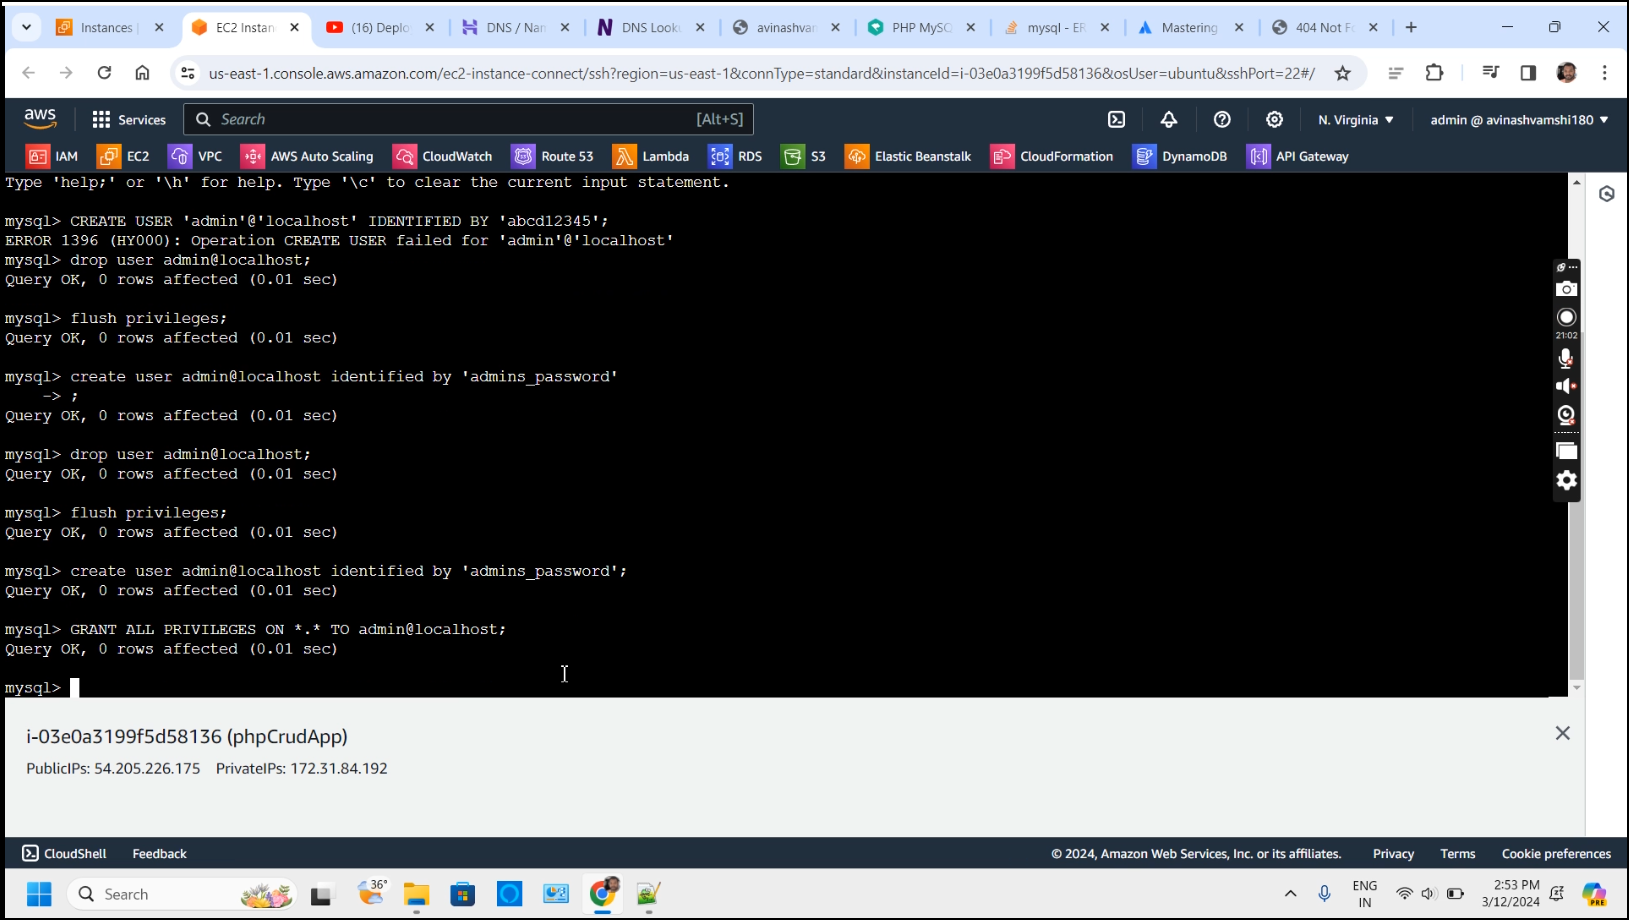 Instances |
EC2 Instan
(16) Deplo
DNS / Nan
DNS Look
avinashvan
PHP MySQ
mysql - ER
Mastering
404 Not Fo
us-east-1.console.aws.amazon.com/ec2-instance-connect/ssh?region=us-east-1&connType=standard&instanceId=i-03e0a3199f5d58136&osUser=ubuntu&sshPort=22#/
aws
Services
Search
[Alt+S]
N. Virginia
admin @ avinashvamshi180
IAM
EC2
VPC
AWS Auto Scaling
CloudWatch
Route 53
Lambda
RDS
S3
Elastic Beanstalk
CloudFormation
DynamoDB
API Gateway
Type 'help;' or '\h' for help. Type '\c' to clear the current input statement.
mysql> CREATE USER 'admin'@'localhost' IDENTIFIED BY 'abcd12345';
ERROR 1396 (HY000): Operation CREATE USER failed for 'admin'@'localhost'
mysql> drop user admin@localhost;
Query OK, 0 rows affected (0.01 sec)
mysql> flush privileges;
Query OK, 0 rows affected (0.01 sec)
mysql> create user admin@localhost identified by 'admins_password'
-> ;
Query OK, 0 rows affected (0.01 sec)
mysql> drop user admin@localhost;
Query OK, 0 rows affected (0.01 sec)
mysql> flush privileges;
Query OK, 0 rows affected (0.01 sec)
mysql> create user admin@localhost identified by 'admins_password';
Query OK, 0 rows affected (0.01 sec)
mysql> GRANT ALL PRIVILEGES ON *.* TO admin@localhost;
Query OK, 0 rows affected (0.01 sec)
mysql>
21:02
i-03e0a3199f5d58136 (phpCrudApp)
PublicIPs: 54.205.226.175 PrivateIPs: 172.31.84.192
CloudShell
Feedback
© 2024, Amazon Web Services, Inc. or its affiliates.
Privacy
Terms
Cookie preferences
Search
36°
ENG
IN
2:53 PM
3/12/2024
PRE